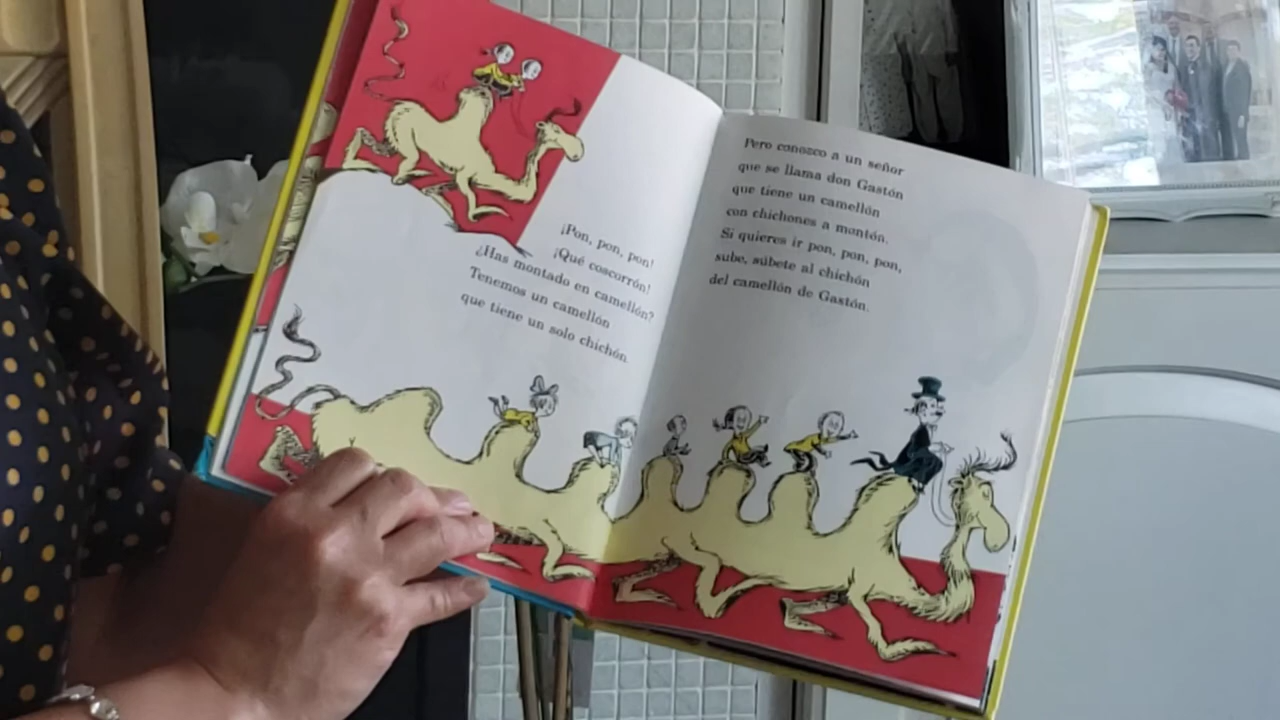 ¡Pon, pon, pon!
¡Qué coscorrón!
¿Has montado en camellón?
Tenemos un camellón
que tiene un solo chichón.
Pero conozco a un señor
que se llama don Gastón
que tiene un camellón
con chichones a montón.
Si quieres ir pon, pon, pon,
sube, súbete al chichón
del camellón de Gastón.